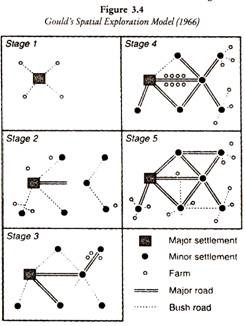 Figure 3.4
Gould's Spatial Exploration Model (1966)
Stage 1
Stage 4
Stage 2
Stage 5
Stage 3
Major settlement
Minor settlement
Farm
Major road
Bush road